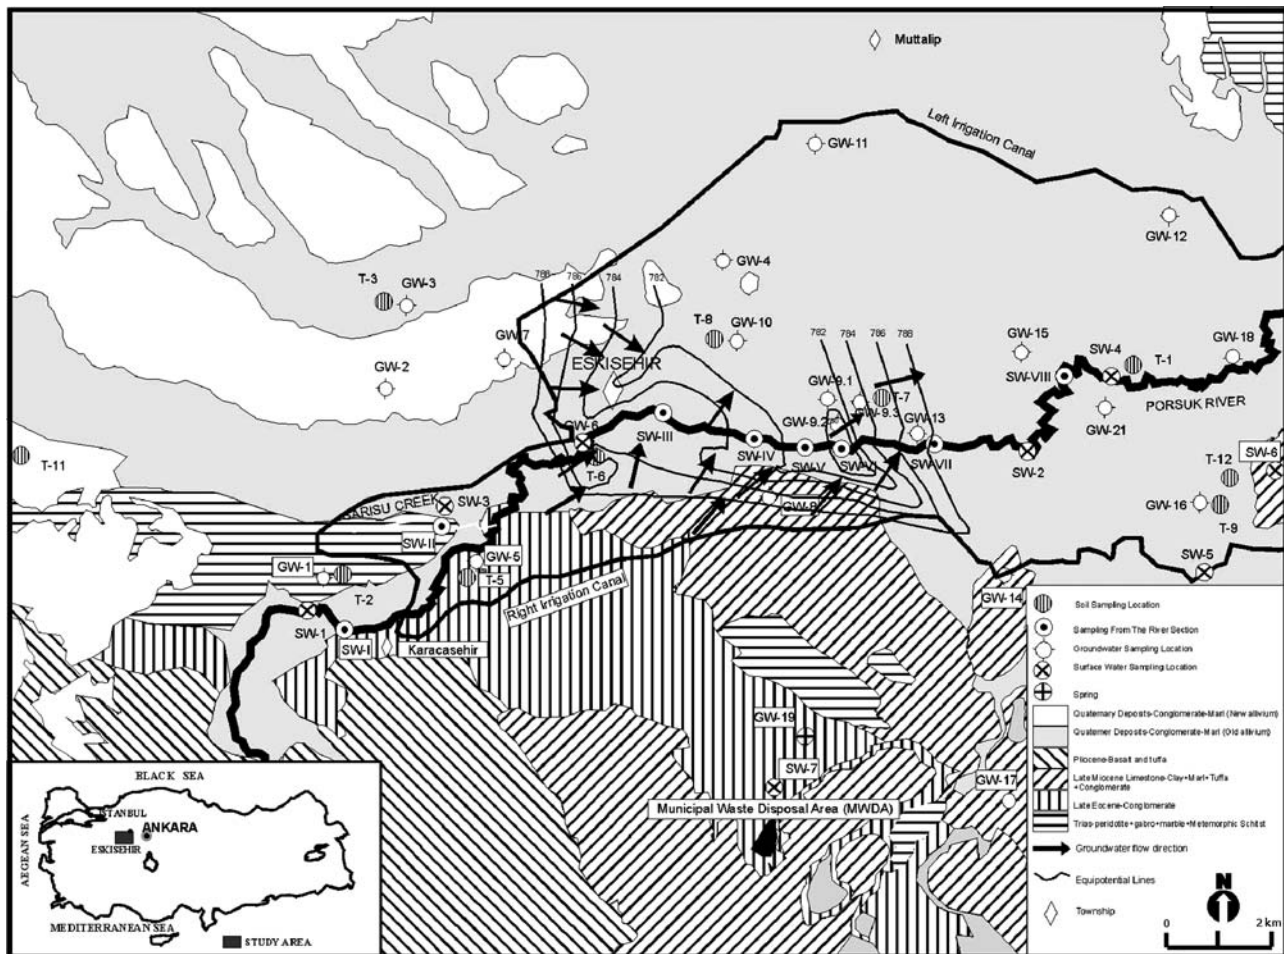 Muttalip
Left Irrigation Canal
GW-11
GW-12
GW-4
T-3
GW-3
788
786
784
782
T-8
GW-10
782
784
786
788
GW-15
SW-4
GW-18
T-1
GW-7
ESKISEHIR
GW-2
SW-VIII
GW-9.1
T-7
PORSUK RIVER
GW-9.2
GW-9.3
GW-13
GW-21
GW-6
SW-III
SW-IV
SW-V
SW-VI
SW-VII
SW-2
SW-6
T-11
T-6
T-12
SARISU CREEK
SW-3
GW-8
GW-16
T-9
SW-II
GW-5
SW-5
GW-1
T-5
T-2
Right Irrigation Canal
GW-14
SW-1
SW-I
Karacasehir
GW-19
SW-7
GW-17
Municipal Waste Disposal Area (MWDA)
Soil Sampling Location
Sampling From The River Section
Groundwater Sampling Location
Surface Water Sampling Location
Spring
Quaternary Deposits-Conglomerate-Marl (New allivium)
Quaterner Deposits-Conglomerate-Marl (Old allivium)
Pliocene-Basalt and tuffa
Late Miocene Limestone-Clay+Marl+Tuffa
+Conglomerate
Late Eocene-Conglomerate
Trias-peridotite+gabro+marble+Metemorphic Schitst
Groundwater flow direction
Equipotential Lines
Township
N
0 2 km
BLACK SEA
ISTANBUL
ANKARA
ESKISEHIR
AEGEAN SEA
MEDITERRANEAN SEA
STUDY AREA